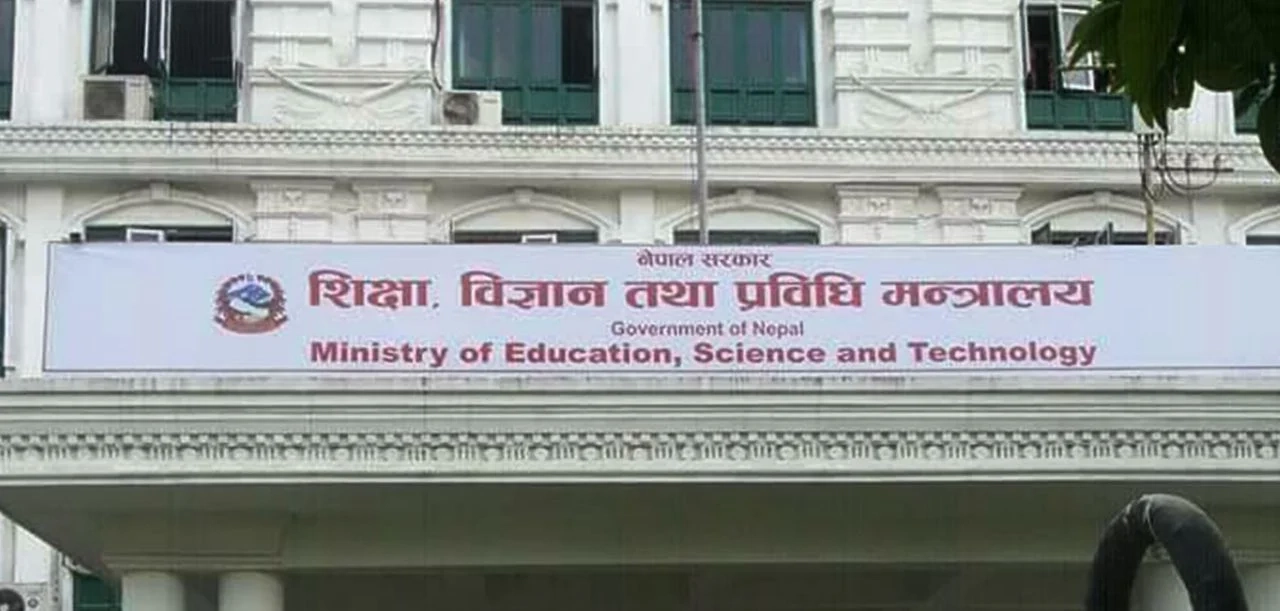 नेपाल सरकार
शिक्षा, विज्ञान तथा प्रविधि मन्त्रालय
Government of Nepal
Ministry of Education, Science and Technology